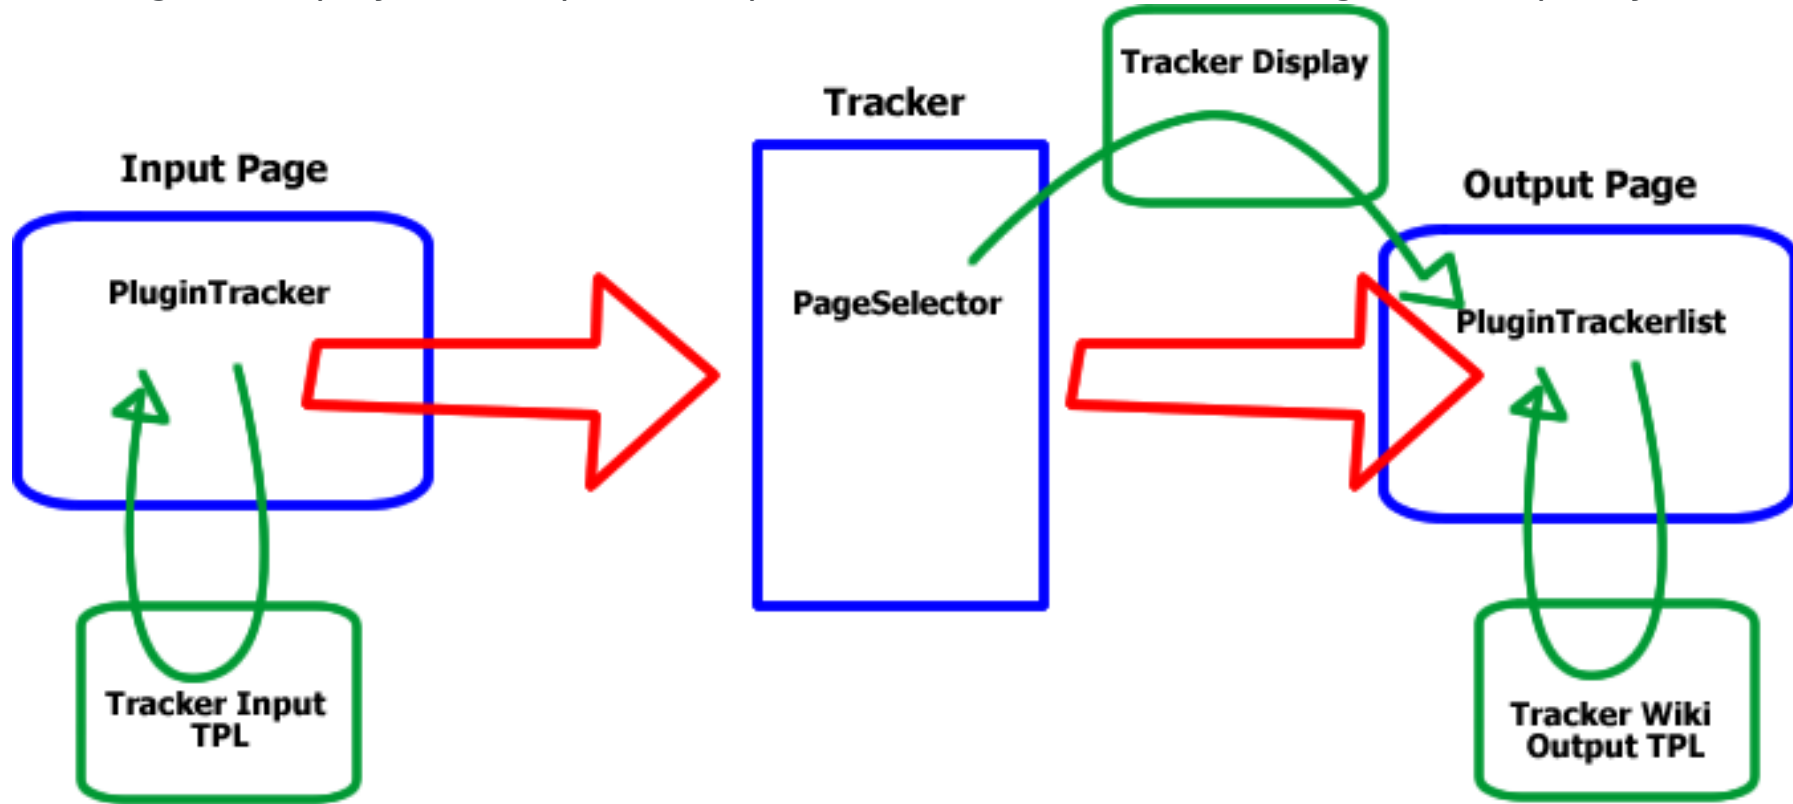 Tracker Display
Tracker
Input Page
Output Page
PluginTracker
PageSelector
PluginTrackerlist
Tracker Input
TPL
Tracker Wiki
Output TPL